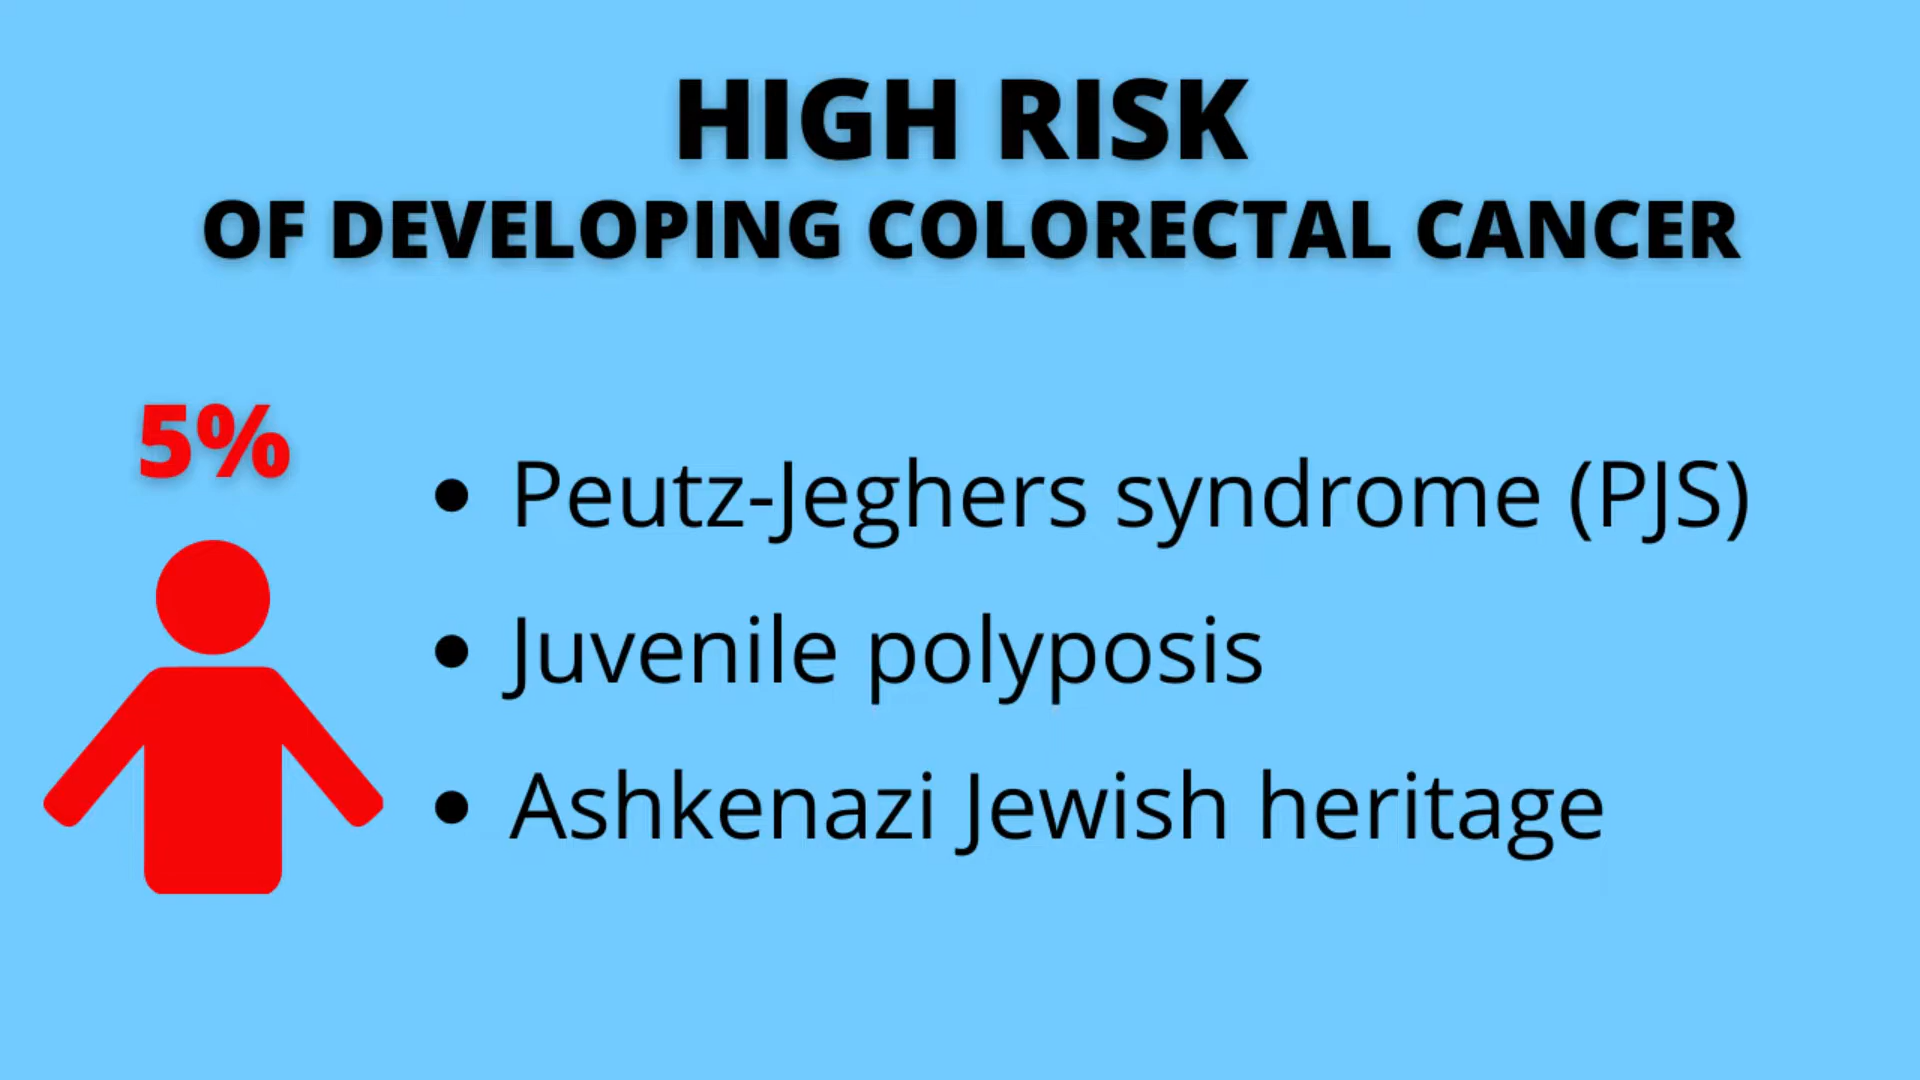 HIGH RISK
OF DEVELOPING COLORECTAL CANCER
5%
• Peutz-Jeghers syndrome (PJS)
• Juvenile polyposis
• Ashkenazi Jewish heritage